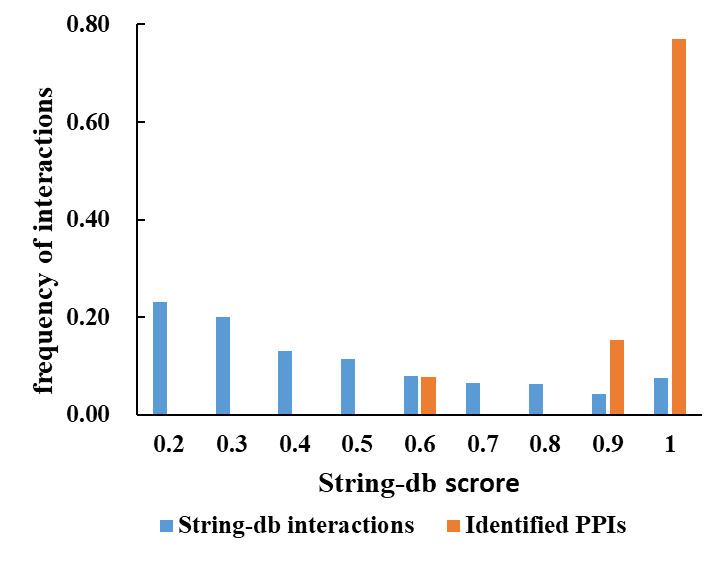 0.80
0.60
0.40
0.20
0.00
frequency of interactions
0.2 0.3 0.4 0.5 0.6 0.7 0.8 0.9 1
String-db scrore
String-db interactions Identified PPIs